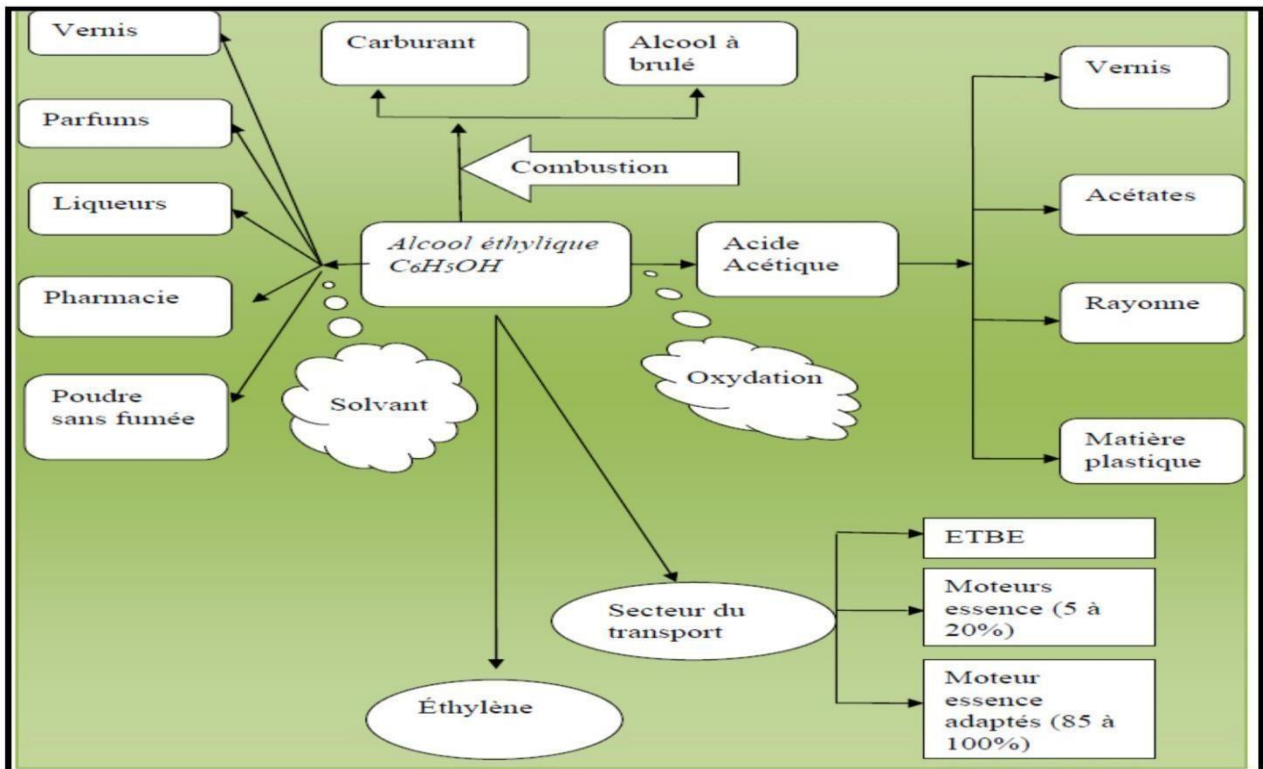 Vernis
Parfums
Liqueurs
Pharmacie
Poudre
sans fumée
Carburant
Alcool à
brulé
Combustion
Alcool éthylique
C6H5OH
Solvant
Acide
Acétique
Oxydation
Vernis
Acétates
Rayonne
Matière
plastique
Secteur du
transport
ETBE
Moteurs
essence (5 à
20%)
Moteur
essence
adaptés (85 à
100%)
Éthylène